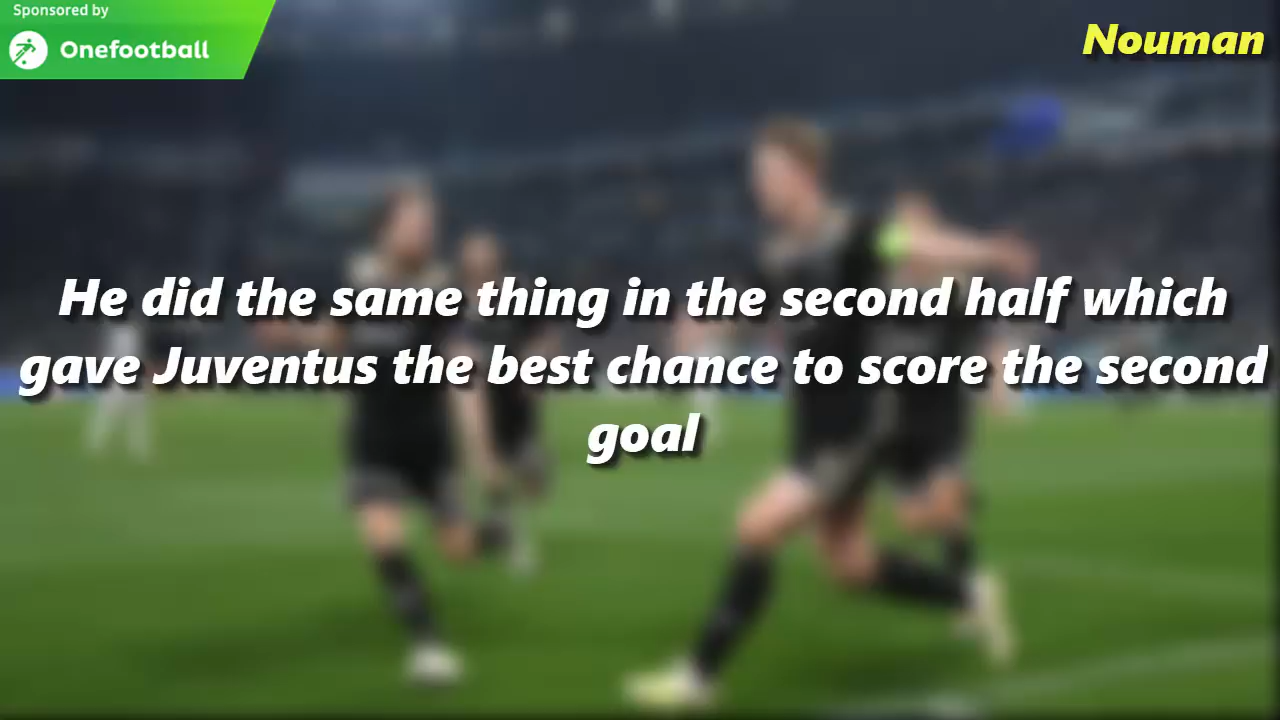 Sponsored by
Onefootball
Nouman
He did the same thing in the second half which
gave Juventus the best chance to score the second
goal